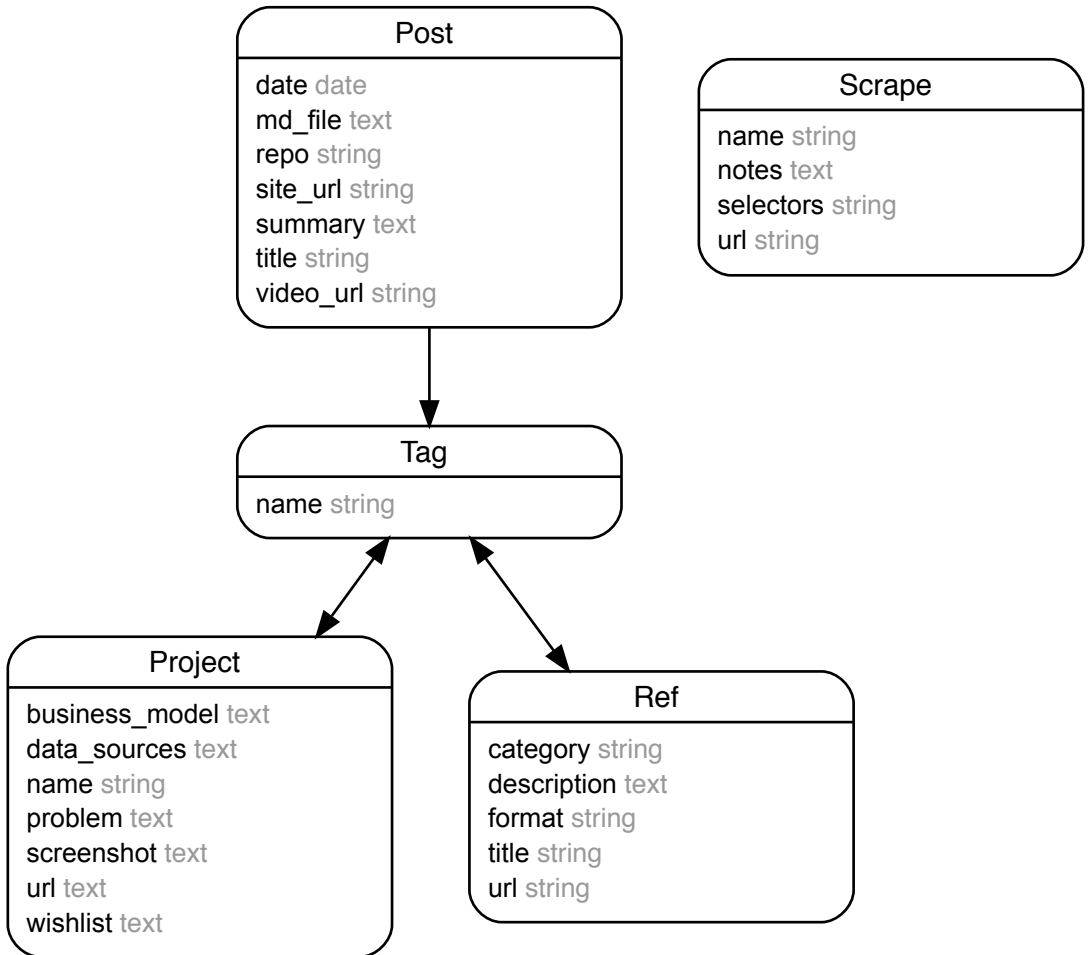 Post
date date
md_file text
repo string
site_url string
summary text
title string
video_url string
Scrape
name string
notes text
selectors string
url string
Tag
name string
Project
business_model text
data_sources text
name string
problem text
screenshot text
url text
wishlist text
Ref
category string
description text
format string
title string
url string